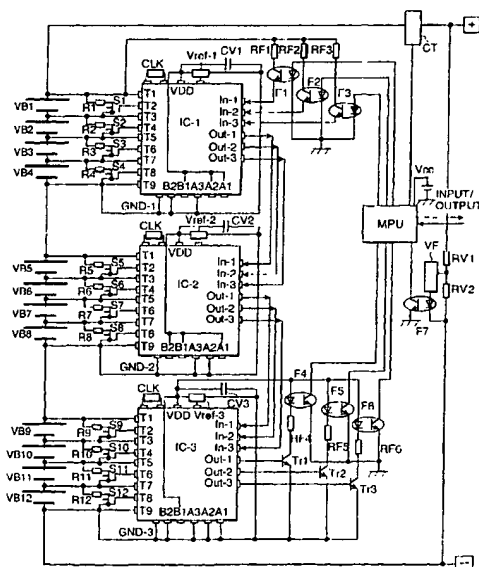 CLK
Vref-1
CV1
RF1
RF2
RF3
+
CT
VDD
T1
T2
T3
T4
T5
T6
T7
T8
T9
IC-1
VB1
VB2
VB3
VB4
R1
S1
R2
S2
R3
S3
R4
S4
In-1
In-2
In-3
Out-1
Out-2
Out-3
F2
B2B1A3A2A1
GND-1
Vcc
INPUT/
OUTPUT
MPU
VF
RV1
RV2
F7
CLK
Vref-2
CV2
VDD
T1
T2
T3
T4
T5
T6
T7
T8
T9
IC-2
VB5
VB6
VB7
VB8
R5
S5
R6
S6
R7
S7
R8
S8
In-1
In-2
In-3
Out-1
Out-2
Out-3
B2B1A3A2A1
GND-2
CLK
CV3
VDD
Vref-3
T1
T2
T3
T4
T5
T6
T7
T8
T9
IC-3
VB9
VB10
VB11
VB12
R9
S9
R10
S10
R11
S11
R12
S12
In-1
In-2
In-3
Out-1
Out-2
Out-3
F4
F5
F6
RF4
RF5
RF6
Tr1
Tr2
Tr3
B2B1A3A2A1
GND-3